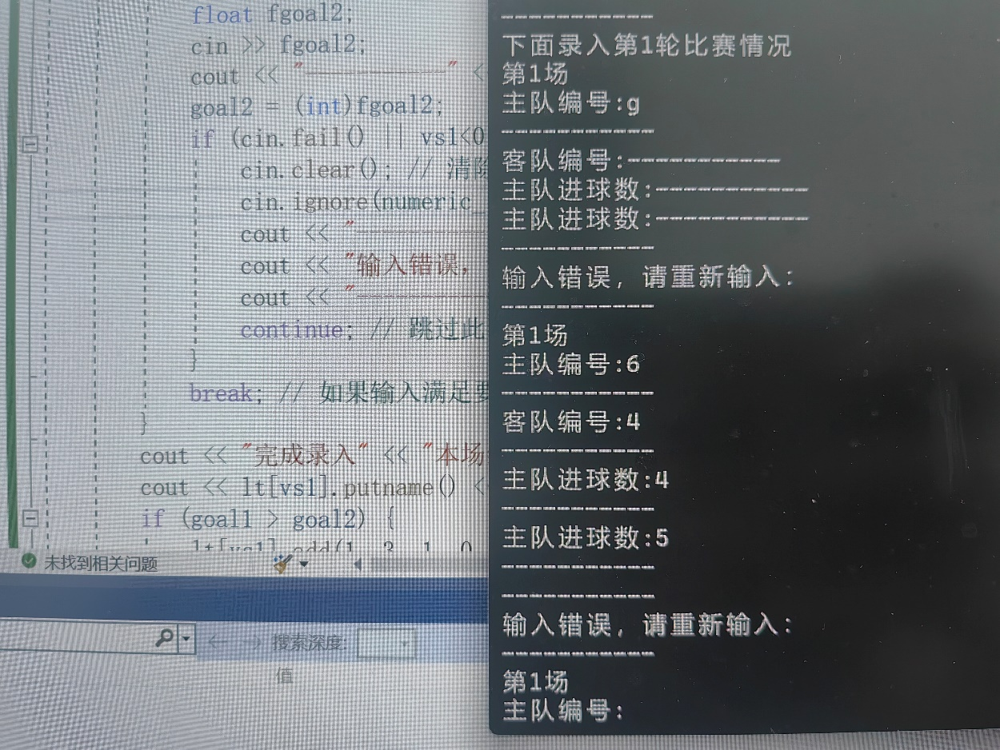 float fgoal2;
cin >> fgoal2;
cout << "——————————" <
goal2 = (int)fgoal2;
if (cin.fail() || vs1<0
cin.clear(); // 清除
cin.ignore(numeric_
cout << "——————————
cout << "输入错误,
cout << "——————————
continue; // 跳过此
}
break; // 如果输入满足要
}
cout << "完成录入" << "本场
cout << lt[vs1].putname() <
if (goal1 > goal2) {
lt[vs1].add(1, 3, 1, 0
未找到相关问题
搜索深度:
值
-----------
下面录入第1轮比赛情况
第1场
主队编号:g
-----------
客队编号:-----------
主队进球数:-----------
主队进球数:-----------
-----------
输入错误, 请重新输入:
-----------
第1场
主队编号:6
-----------
客队编号:4
-----------
主队进球数:4
-----------
主队进球数:5
-----------
-----------
输入错误, 请重新输入:
-----------
第1场
主队编号: